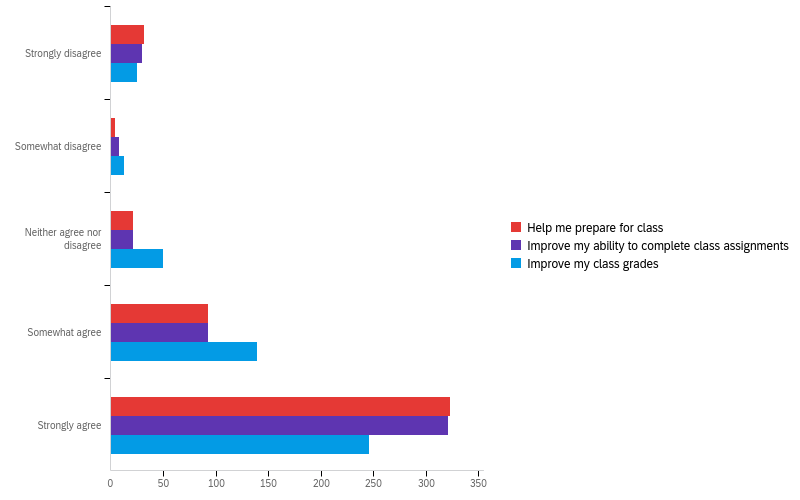 Strongly disagree
Somewhat disagree
Neither agree nor
disagree
Somewhat agree
Strongly agree
0 50 100 150 200 250 300 350
Help me prepare for class
Improve my ability to complete class assignments
Improve my class grades